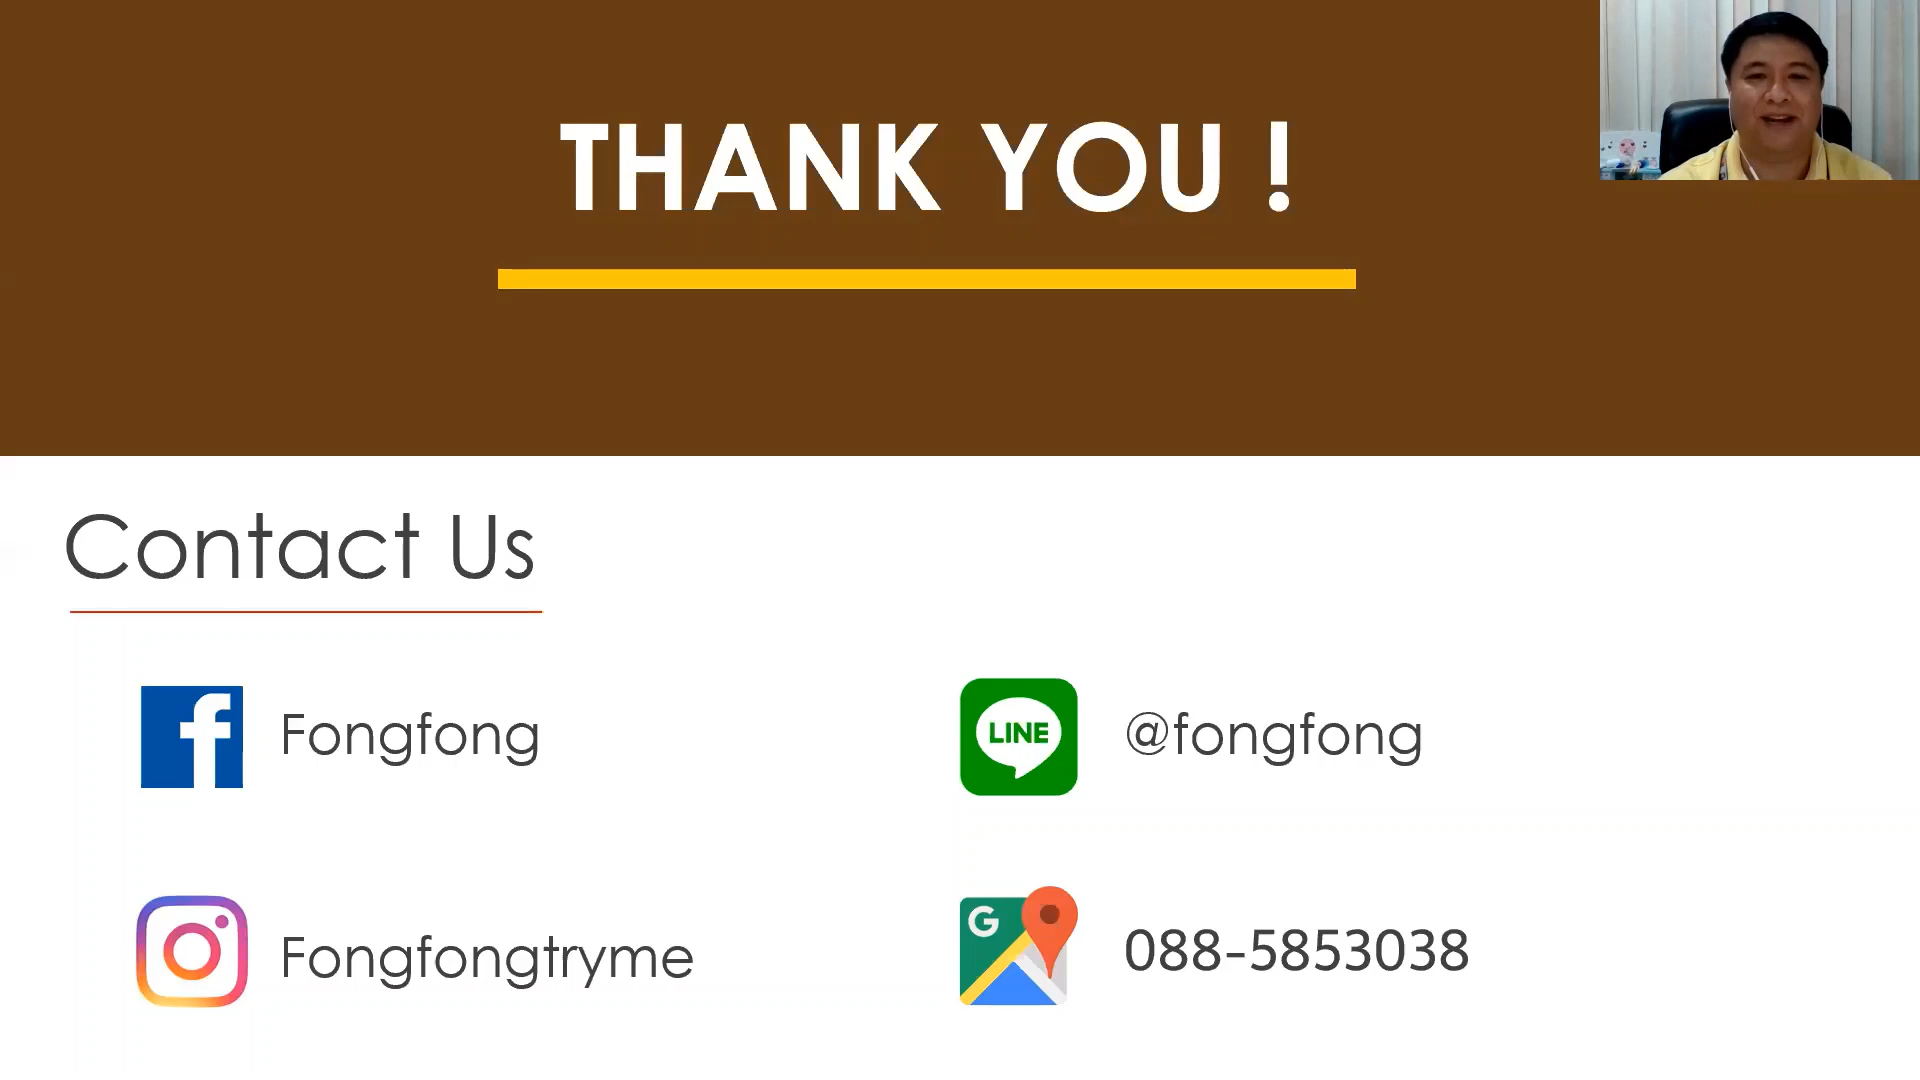 THANK YOU !
Contact Us
f Fongfong
LINE @fongfong
Fongfongtryme
G 088-5853038